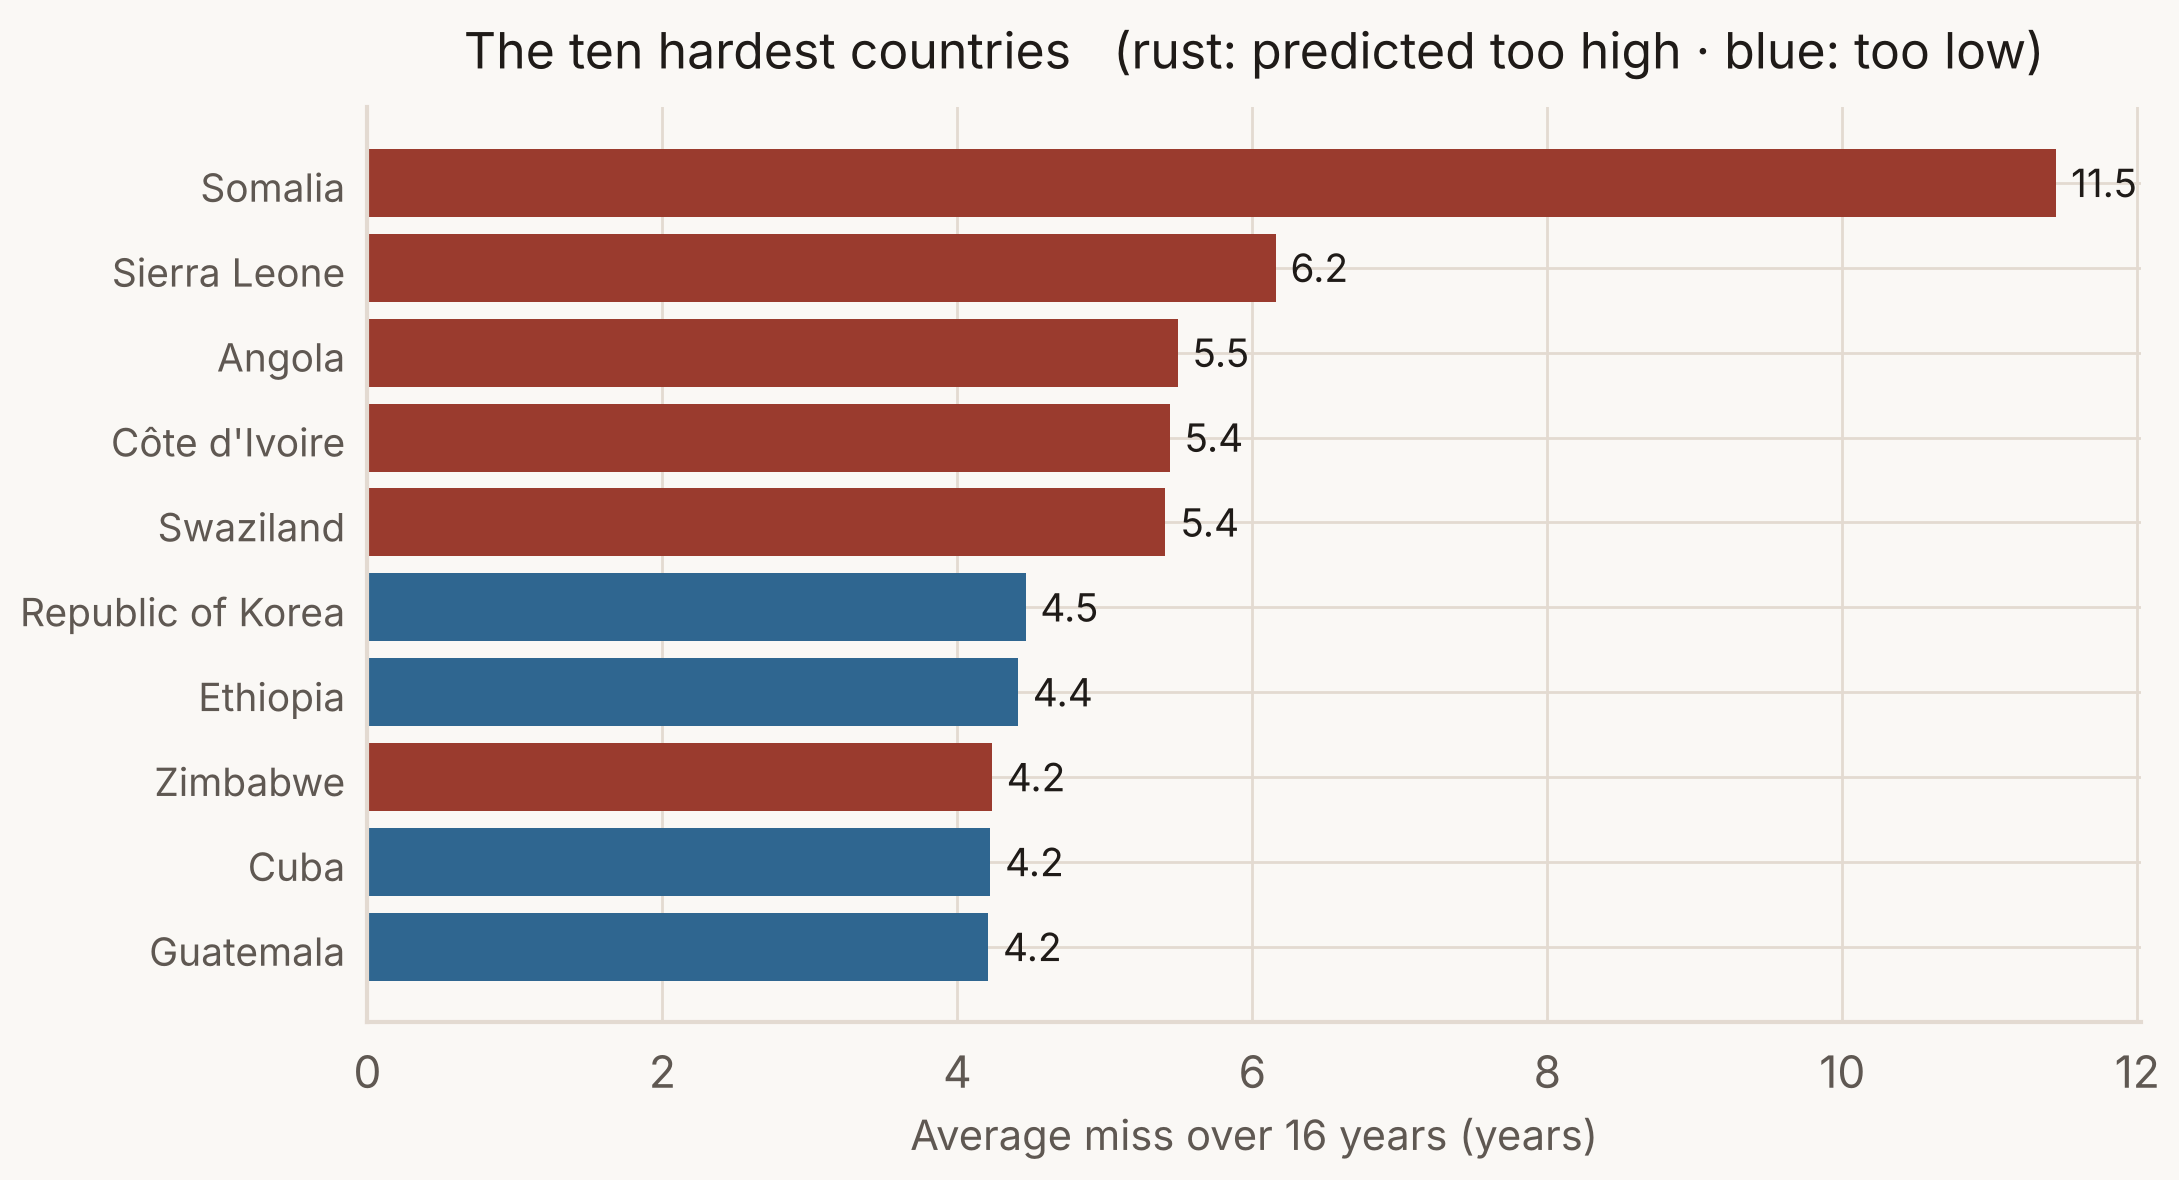 The ten hardest countries (rust: predicted too high · blue: too low)
Somalia 11.5
Sierra Leone 6.2
Angola 5.5
Côte d'Ivoire 5.4
Swaziland 5.4
Republic of Korea 4.5
Ethiopia 4.4
Zimbabwe 4.2
Cuba 4.2
Guatemala 4.2
0 2 4 6 8 10 12
Average miss over 16 years (years)